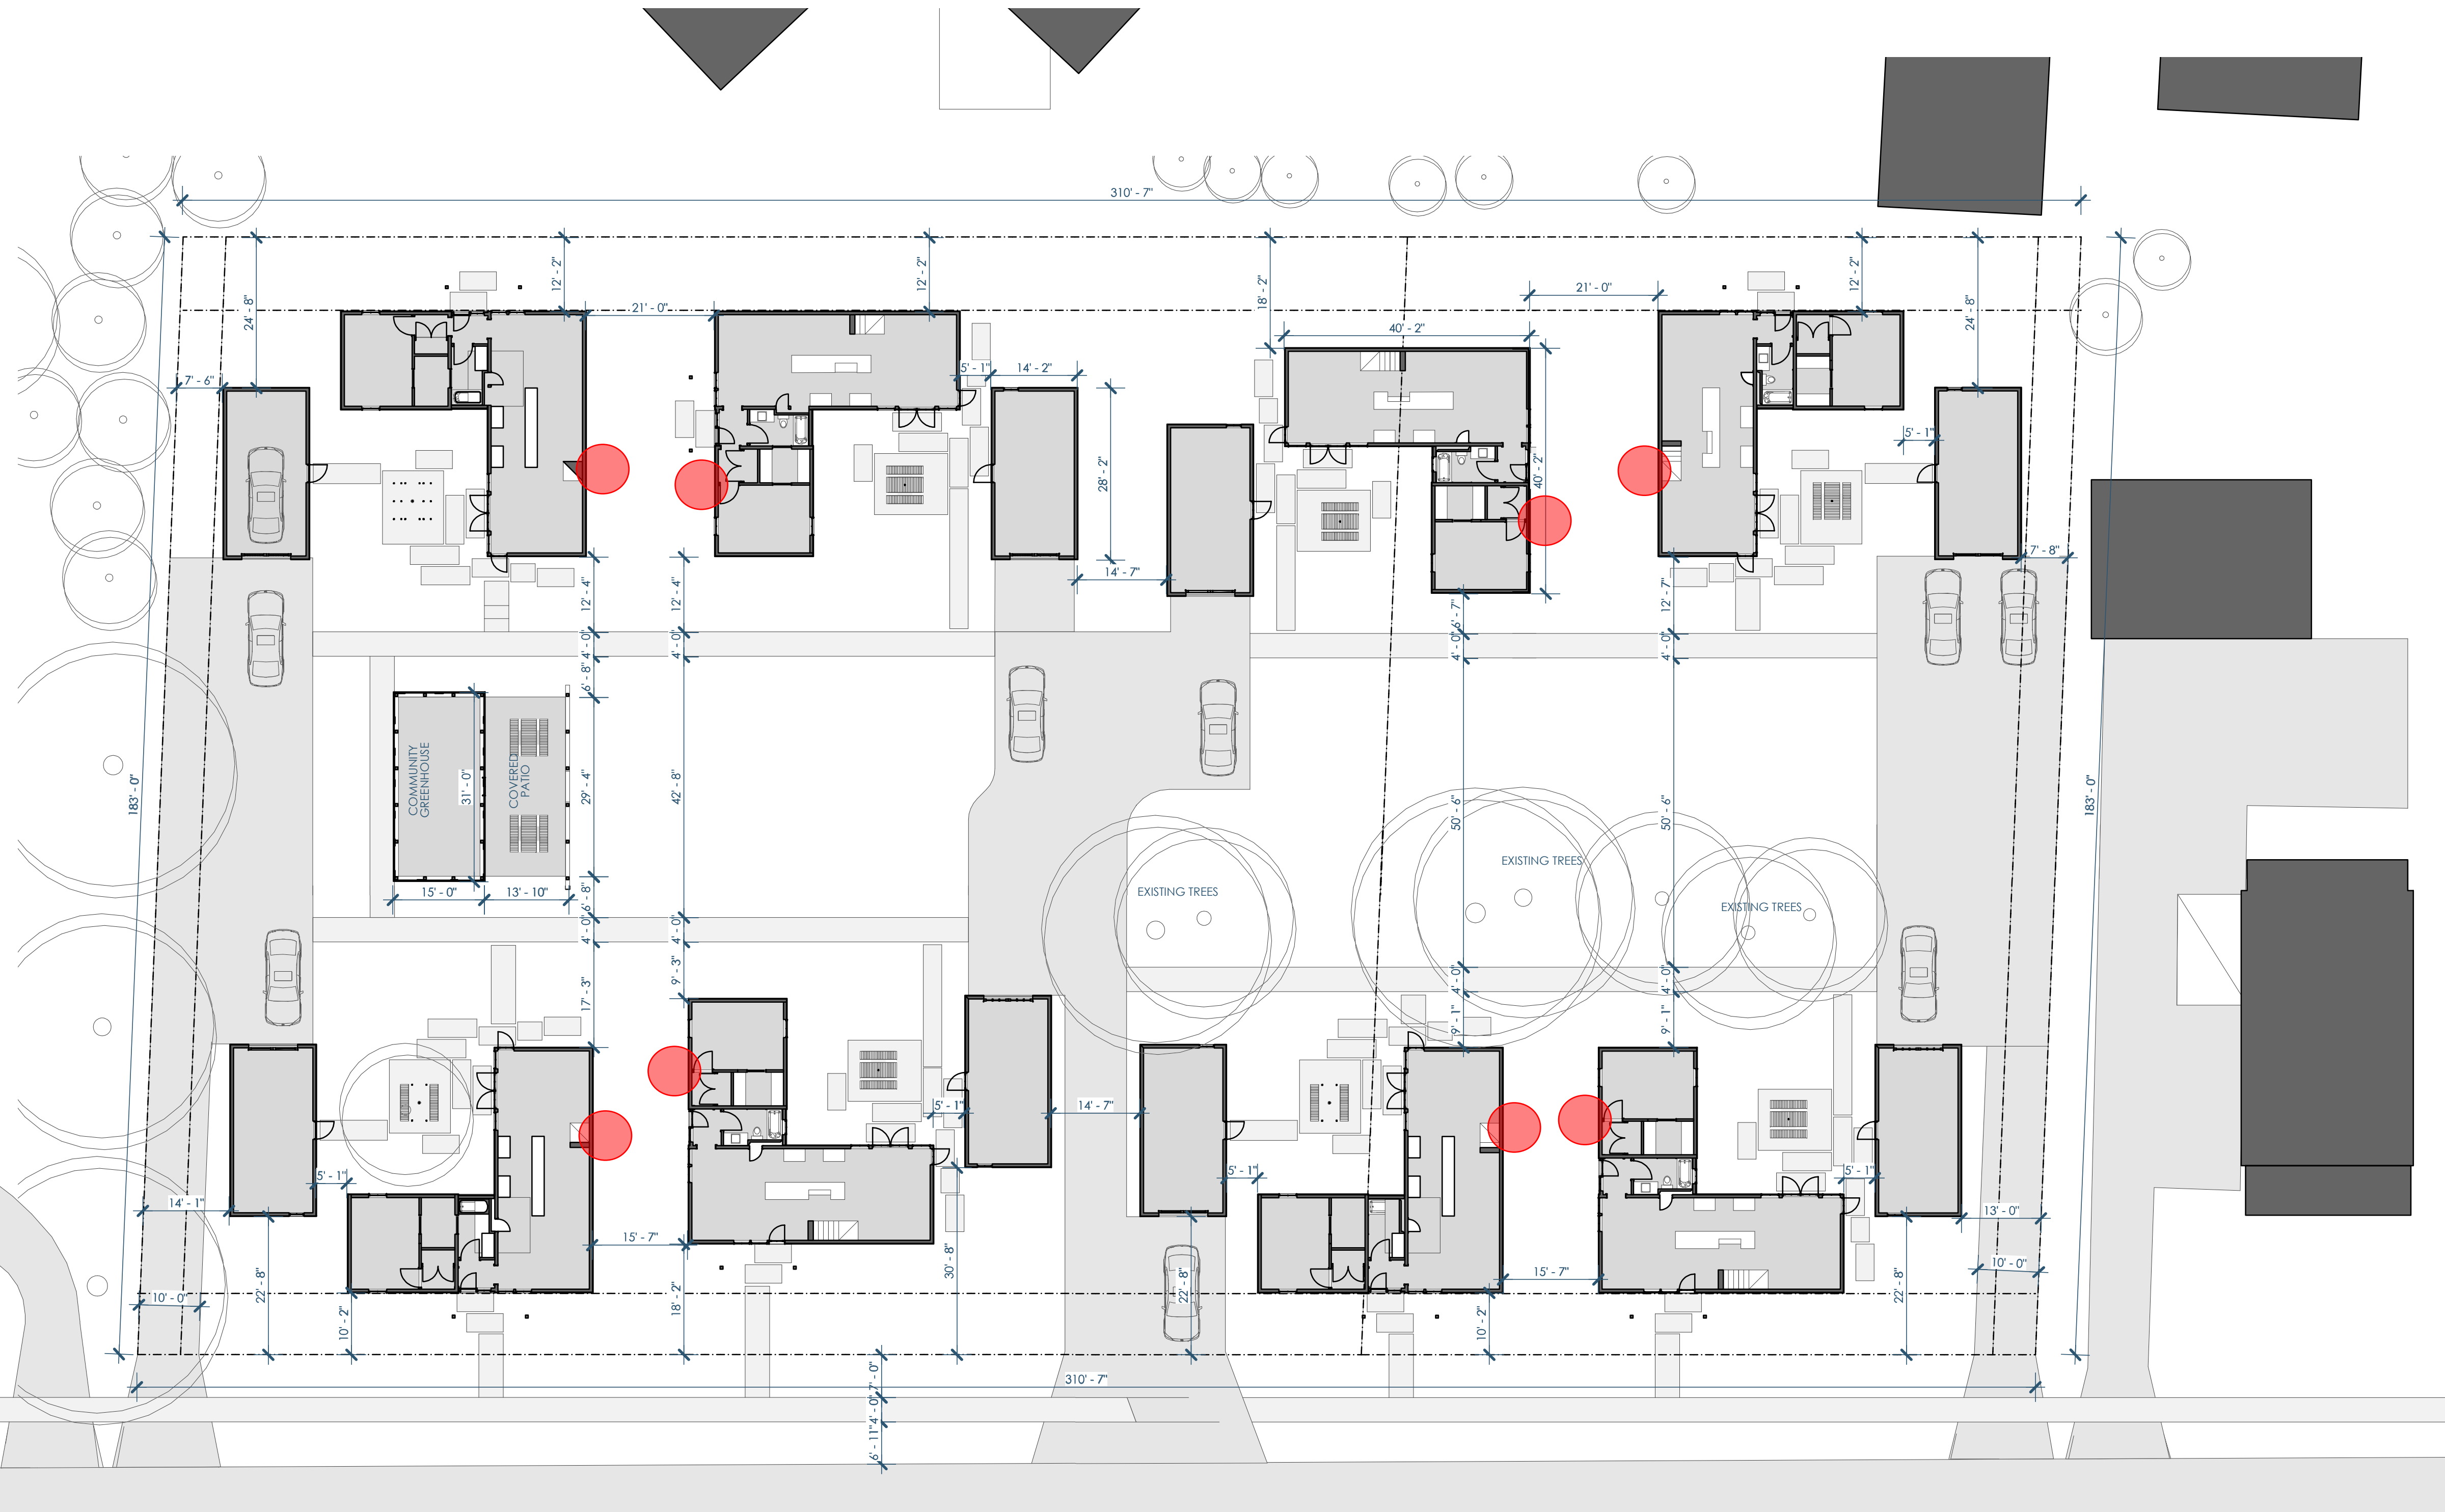 310' - 7"
12' - 2"
12' - 2"
18' - 2"
12' - 2"
24' - 8"
24' - 8"
21' - 0"
21' - 0"
40' - 2"
7' - 6"
5' - 1"
14' - 2"
28' - 2"
40' - 2"
5' - 1"
14' - 7"
7' - 8"
12' - 4"
12' - 4"
6' - 7"
12' - 7"
4' - 0"
4' - 0"
4' - 0"
4' - 0"
6' - 8"
183' - 0"
COMMUNITY
GREENHOUSE
31' - 0"
COVERED
PATIO
29' - 4"
42' - 8"
50' - 6"
50' - 6"
183' - 0"
EXISTING TREES
EXISTING TREES
EXISTING TREES
15' - 0"
13' - 10"
6' - 8"
4' - 0"
4' - 0"
9' - 3"
17' - 3"
4' - 0"
4' - 0"
9' - 1"
9' - 1"
5' - 1"
14' - 7"
5' - 1"
5' - 1"
5' - 1"
14' - 1"
13' - 0"
15' - 7"
30' - 8"
15' - 7"
10' - 0"
22' - 8"
22' - 8"
22' - 8"
10' - 0"
10' - 2"
18' - 2"
10' - 2"
310' - 7"
7' - 0"
4' - 0"
6' - 11"